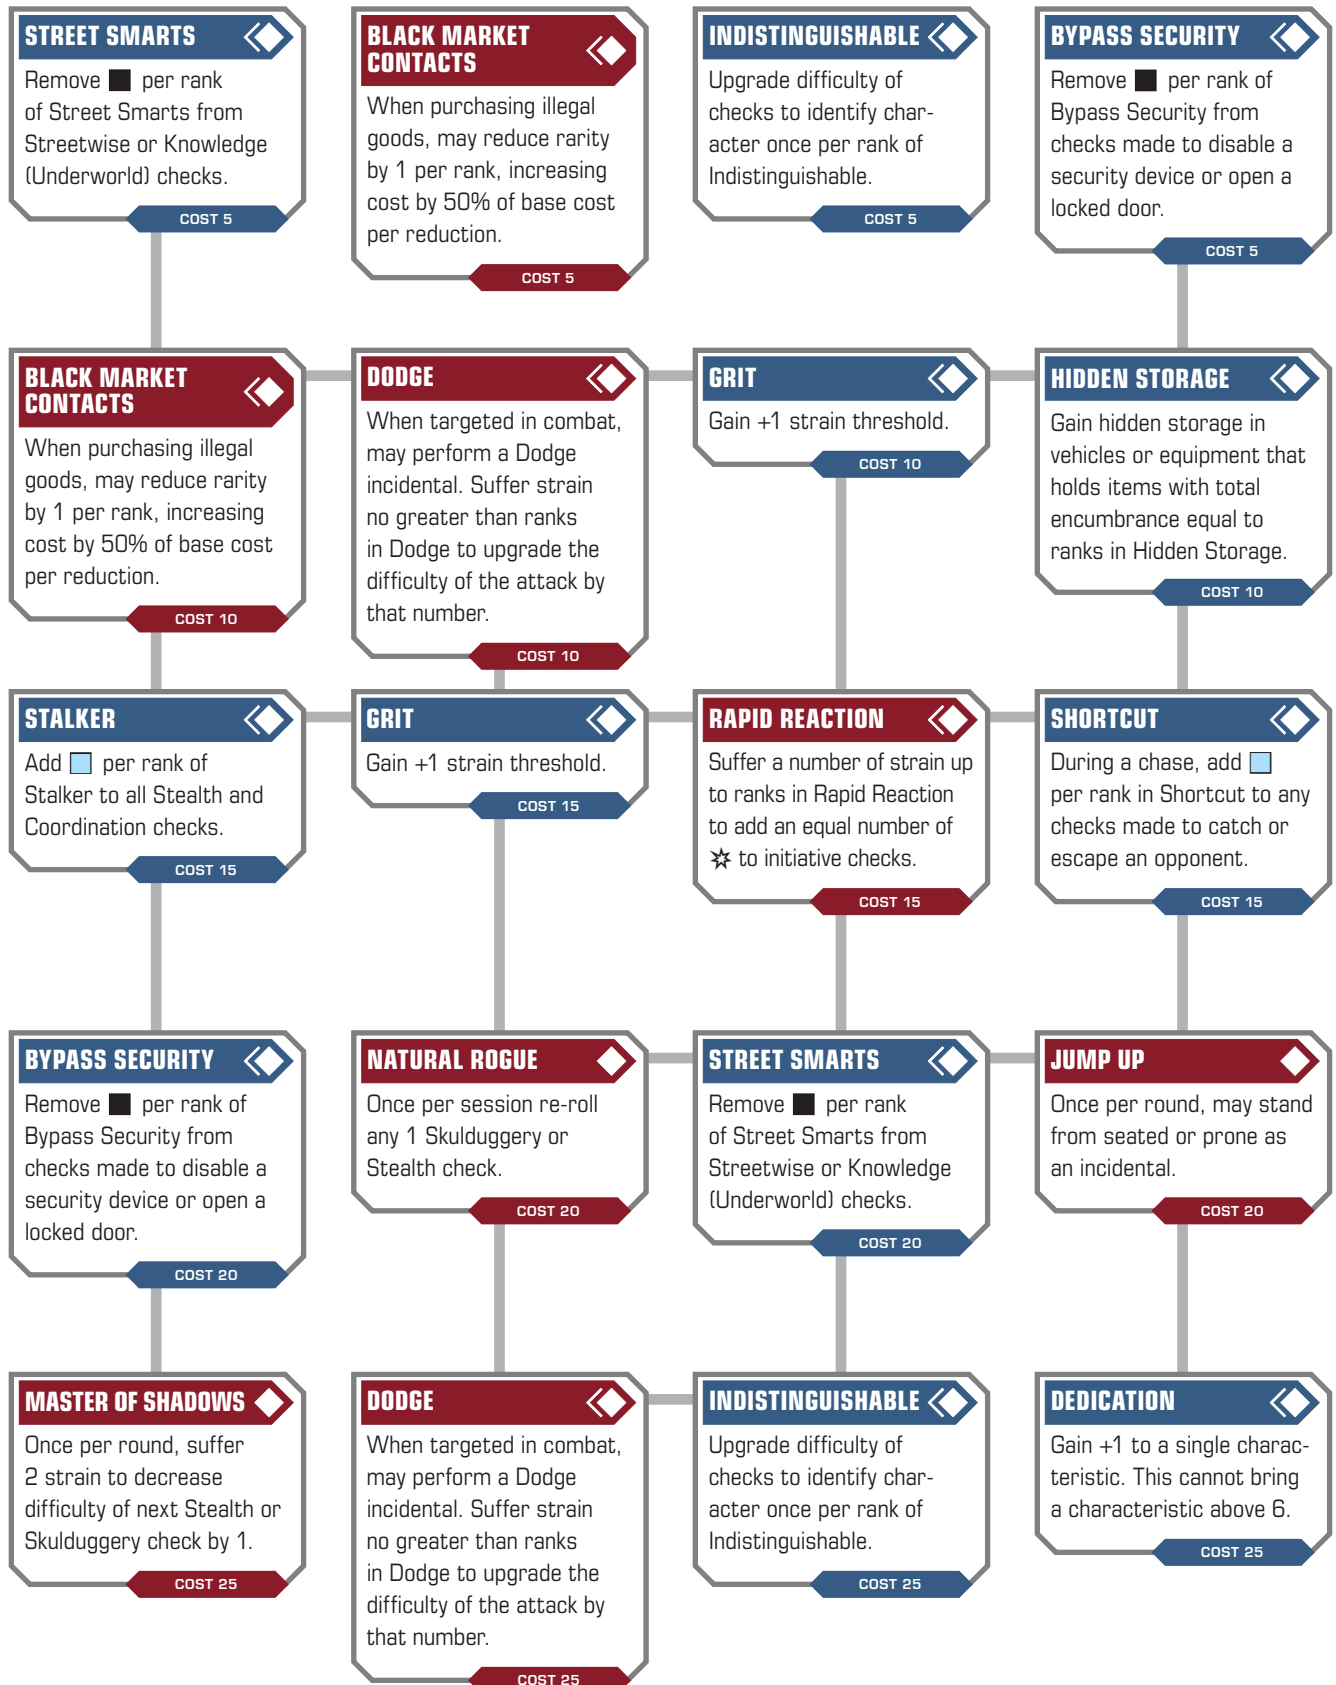 STREET SMARTS
Remove per rank
of Street Smarts from
Streetwise or Knowledge
(Underworld) checks.
COST 5
BLACK MARKET
CONTACTS
When purchasing illegal
goods, may reduce rarity
by 1 per rank, increasing
cost by 50% of base cost
per reduction.
COST 5
INDISTINGUISHABLE
Upgrade difficulty of
checks to identify char-
acter once per rank of
Indistinguishable.
COST 5
BYPASS SECURITY
Remove per rank of
Bypass Security from
checks made to disable a
security device or open a
locked door.
COST 5
BLACK MARKET
CONTACTS
When purchasing illegal
goods, may reduce rarity
by 1 per rank, increasing
cost by 50% of base cost
per reduction.
COST 10
DODGE
When targeted in combat,
may perform a Dodge
incidental. Suffer strain
no greater than ranks
in Dodge to upgrade the
difficulty of the attack by
that number.
COST 10
GRIT
Gain +1 strain threshold.
COST 10
HIDDEN STORAGE
Gain hidden storage in
vehicles or equipment that
holds items with total
encumbrance equal to
ranks in Hidden Storage.
COST 10
STALKER
Add per rank of
Stalker to all Stealth and
Coordination checks.
COST 15
GRIT
Gain +1 strain threshold.
COST 15
RAPID REACTION
Suffer a number of strain up
to ranks in Rapid Reaction
to add an equal number of
to initiative checks.
COST 15
SHORTCUT
During a chase, add
per rank in Shortcut to any
checks made to catch or
escape an opponent.
COST 15
BYPASS SECURITY
Remove per rank of
Bypass Security from
checks made to disable a
security device or open a
locked door.
COST 20
NATURAL ROGUE
Once per session re-roll
any 1 Skulduggery or
Stealth check.
COST 20
STREET SMARTS
Remove per rank
of Street Smarts from
Streetwise or Knowledge
(Underworld) checks.
COST 20
JUMP UP
Once per round, may stand
from seated or prone as
an incidental.
COST 20
MASTER OF SHADOWS
Once per round, suffer
2 strain to decrease
difficulty of next Stealth or
Skulduggery check by 1.
COST 25
DODGE
When targeted in combat,
may perform a Dodge
incidental. Suffer strain
no greater than ranks
in Dodge to upgrade the
difficulty of the attack by
that number.
COST 25
INDISTINGUISHABLE
Upgrade difficulty of
checks to identify char-
acter once per rank of
Indistinguishable.
COST 25
DEDICATION
Gain +1 to a single charac-
teristic. This cannot bring
a characteristic above 6.
COST 25